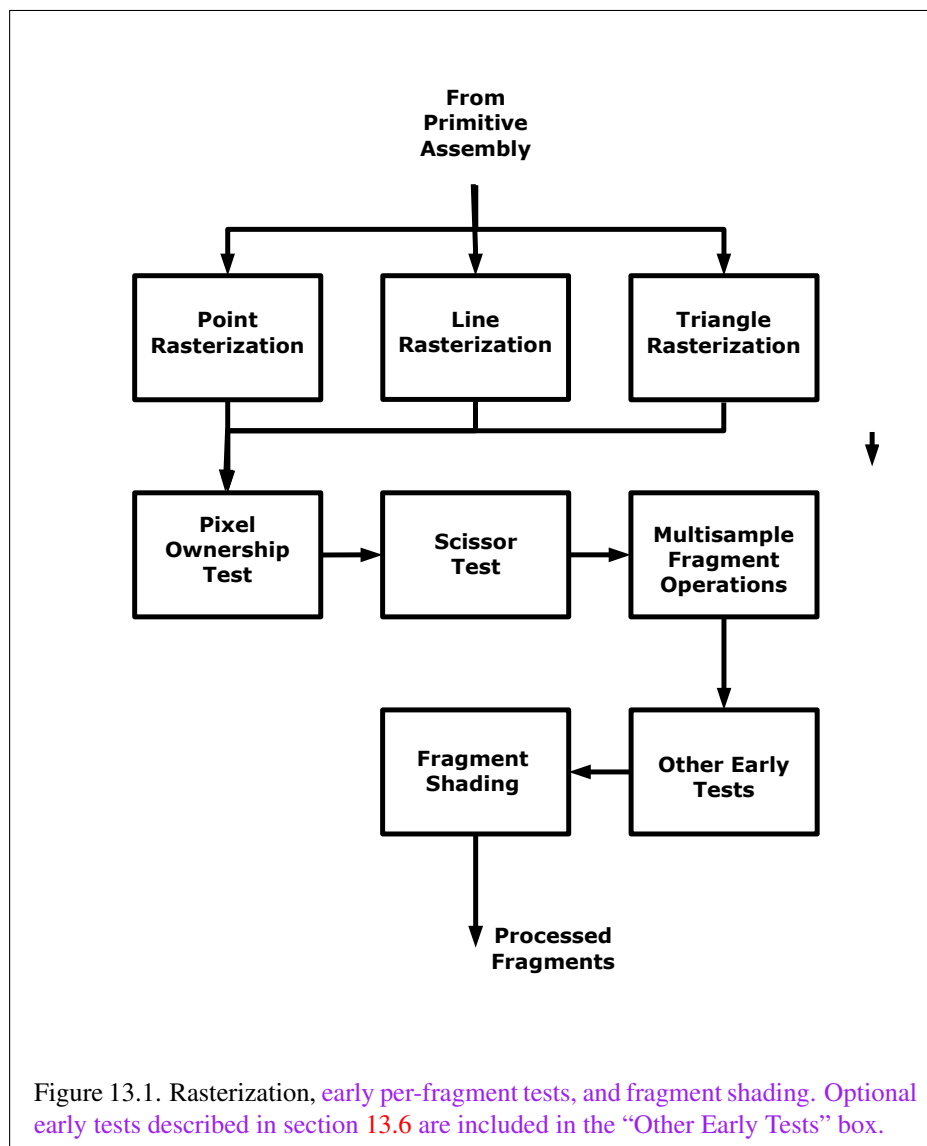 From
Primitive
Assembly
Point
Rasterization
Line
Rasterization
Triangle
Rasterization
Pixel
Ownership
Test
Scissor
Test
Multisample
Fragment
Operations
Fragment
Shading
Other Early
Tests
Processed
Fragments
Figure 13.1. Rasterization, early per-fragment tests, and fragment shading. Optional
early tests described in section 13.6 are included in the “Other Early Tests” box.